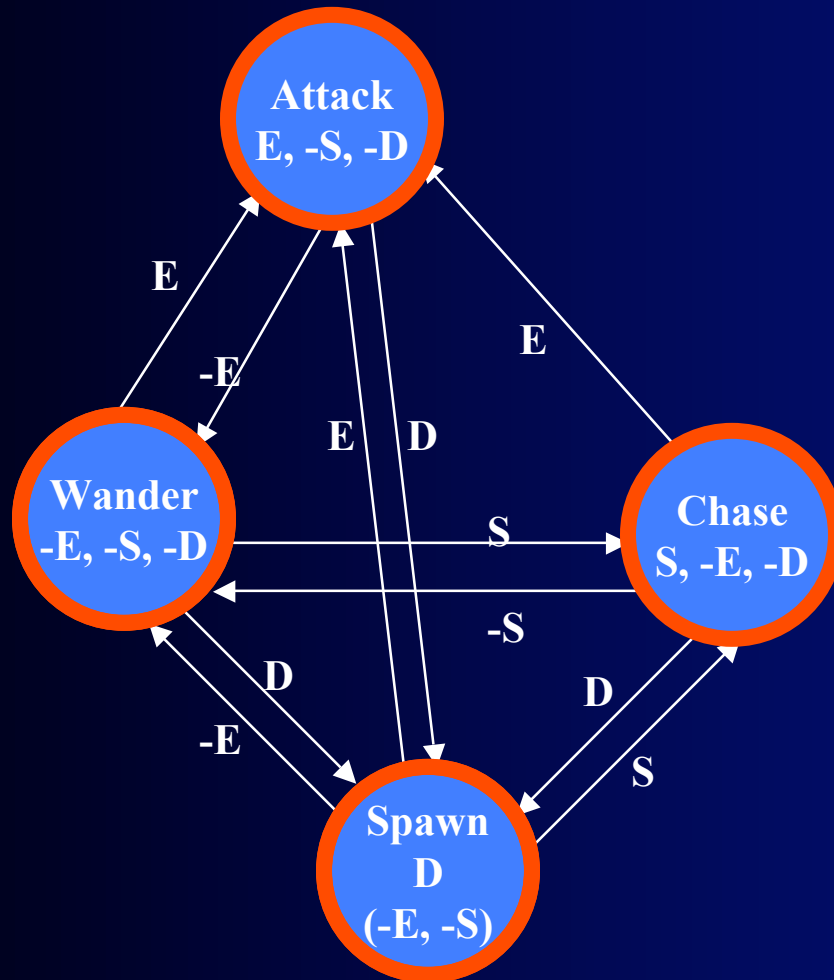 Attack
E, -S, -D
E
-E
E
E
D
Wander
-E, -S, -D
Chase
S, -E, -D
S
-S
D
-E
D
S
Spawn
D
(-E, -S)